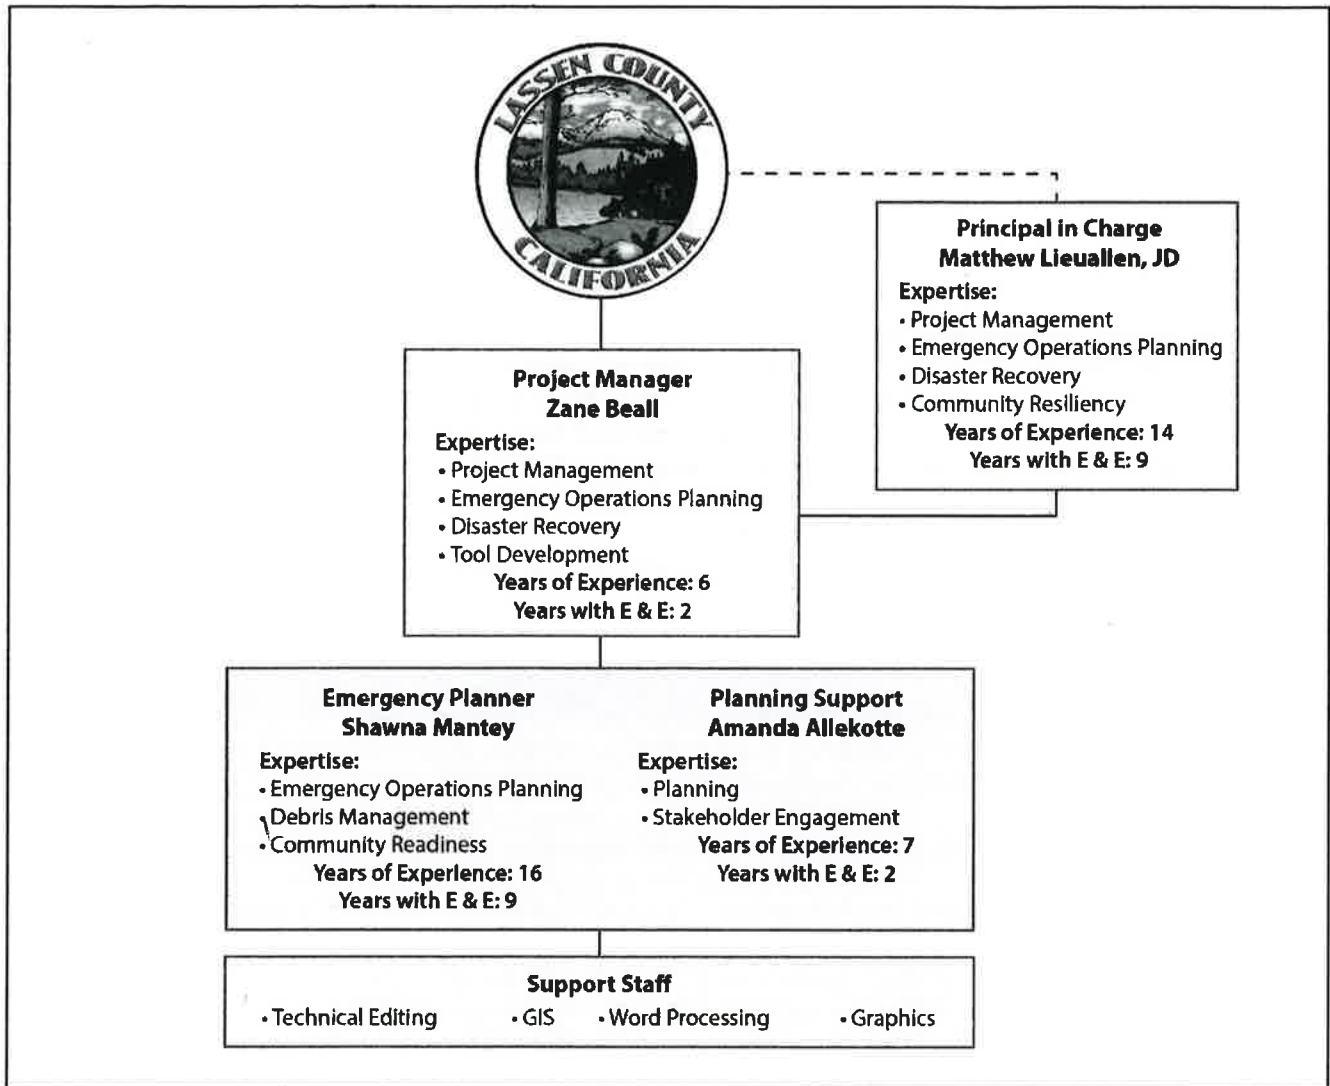 LASSEN COUNTY
CALIFORNIA
Principal in Charge
Matthew Lieuallen, JD
Expertise:
• Project Management
• Emergency Operations Planning
• Disaster Recovery
• Community Resiliency
Years of Experience: 14
Years with E & E: 9
Project Manager
Zane Beall
Expertise:
• Project Management
• Emergency Operations Planning
• Disaster Recovery
• Tool Development
Years of Experience: 6
Years with E & E: 2
Emergency Planner
Shawna Mantey
Expertise:
• Emergency Operations Planning
• Debris Management
• Community Readiness
Years of Experience: 16
Years with E & E: 9
Planning Support
Amanda Allekotte
Expertise:
• Planning
• Stakeholder Engagement
Years of Experience: 7
Years with E & E: 2
Support Staff
• Technical Editing • GIS • Word Processing • Graphics